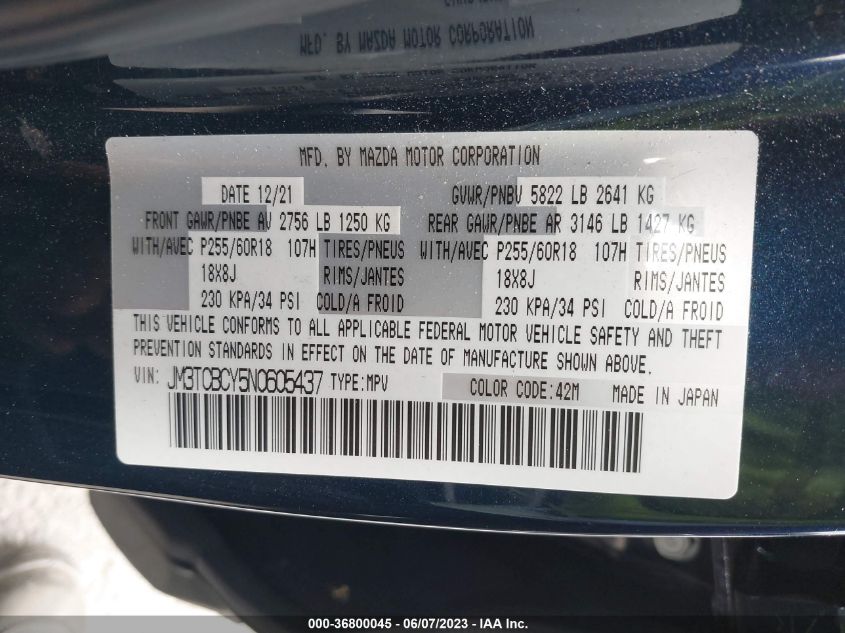 MFD. BY MAZDA MOTOR CORPORATION
MFD. BY MAZDA MOTOR CORPORATION
DATE 12/21 GVWR/PNBV 5822 LB 2641 KG
FRONT GAWR/PNBE AV 2756 LB 1250 KG REAR GAWR/PNBE AR 3146 LB 1427 KG
WITH/AVEC P255/60R18 107H TIRES/PNEUS WITH/AVEC P255/60R18 107H TIRES/PNEUS
18X8J RIMS/JANTES 18X8J RIMS/JANTES
230 KPA/34 PSI COLD/A FROID 230 KPA/34 PSI COLD/A FROID
THIS VEHICLE CONFORMS TO ALL APPLICABLE FEDERAL MOTOR VEHICLE SAFETY AND THEFT
PREVENTION STANDARDS IN EFFECT ON THE DATE OF MANUFACTURE SHOWN ABOVE.
VIN: JM3TCBCY5N0605437 TYPE:MPV COLOR CODE:42M MADE IN JAPAN
000-36800045 - 06/07/2023 - IAA Inc.